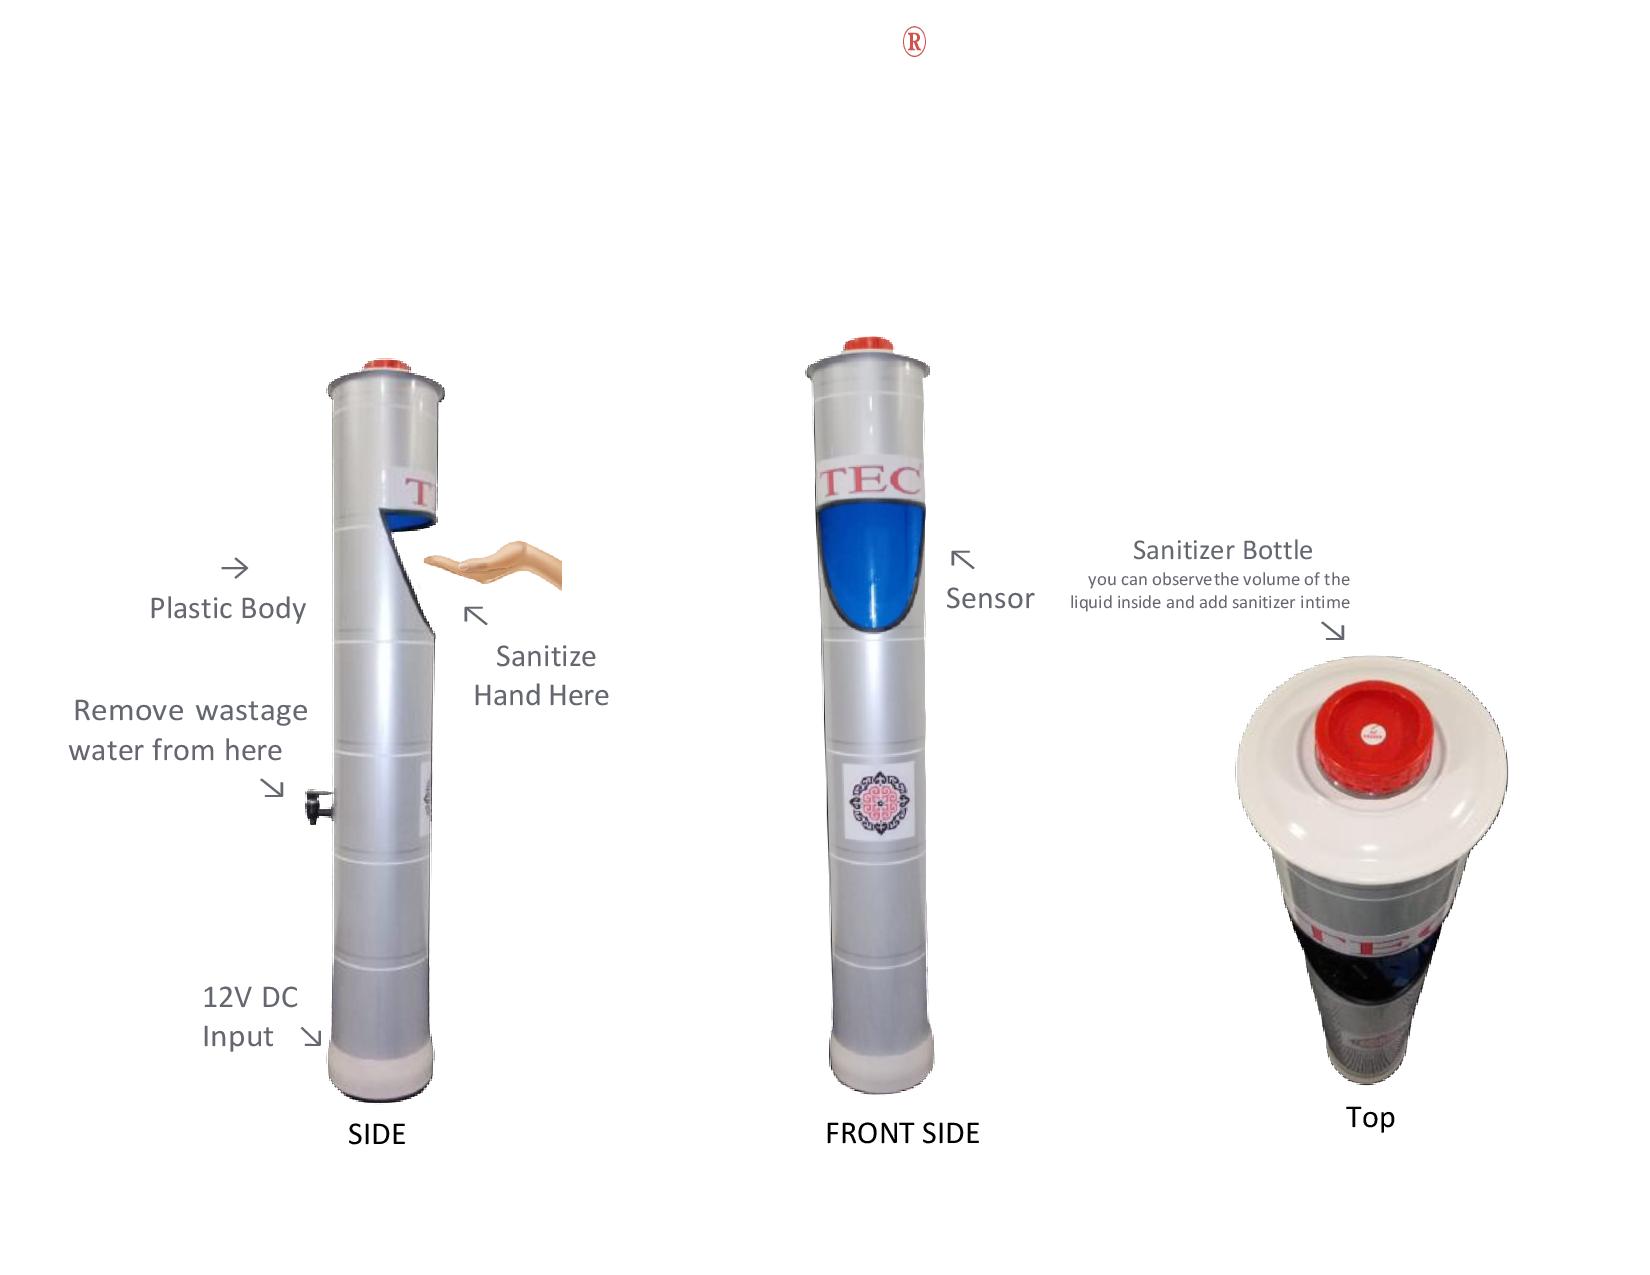 ®
TEC
T
Plastic Body
Sanitize
Hand Here
Remove wastage
water from here
12V DC
Input
SIDE
Sensor
FRONT SIDE
Sanitizer Bottle
you can observe the volume of the
liquid inside and add sanitizer intime
TEC
Top